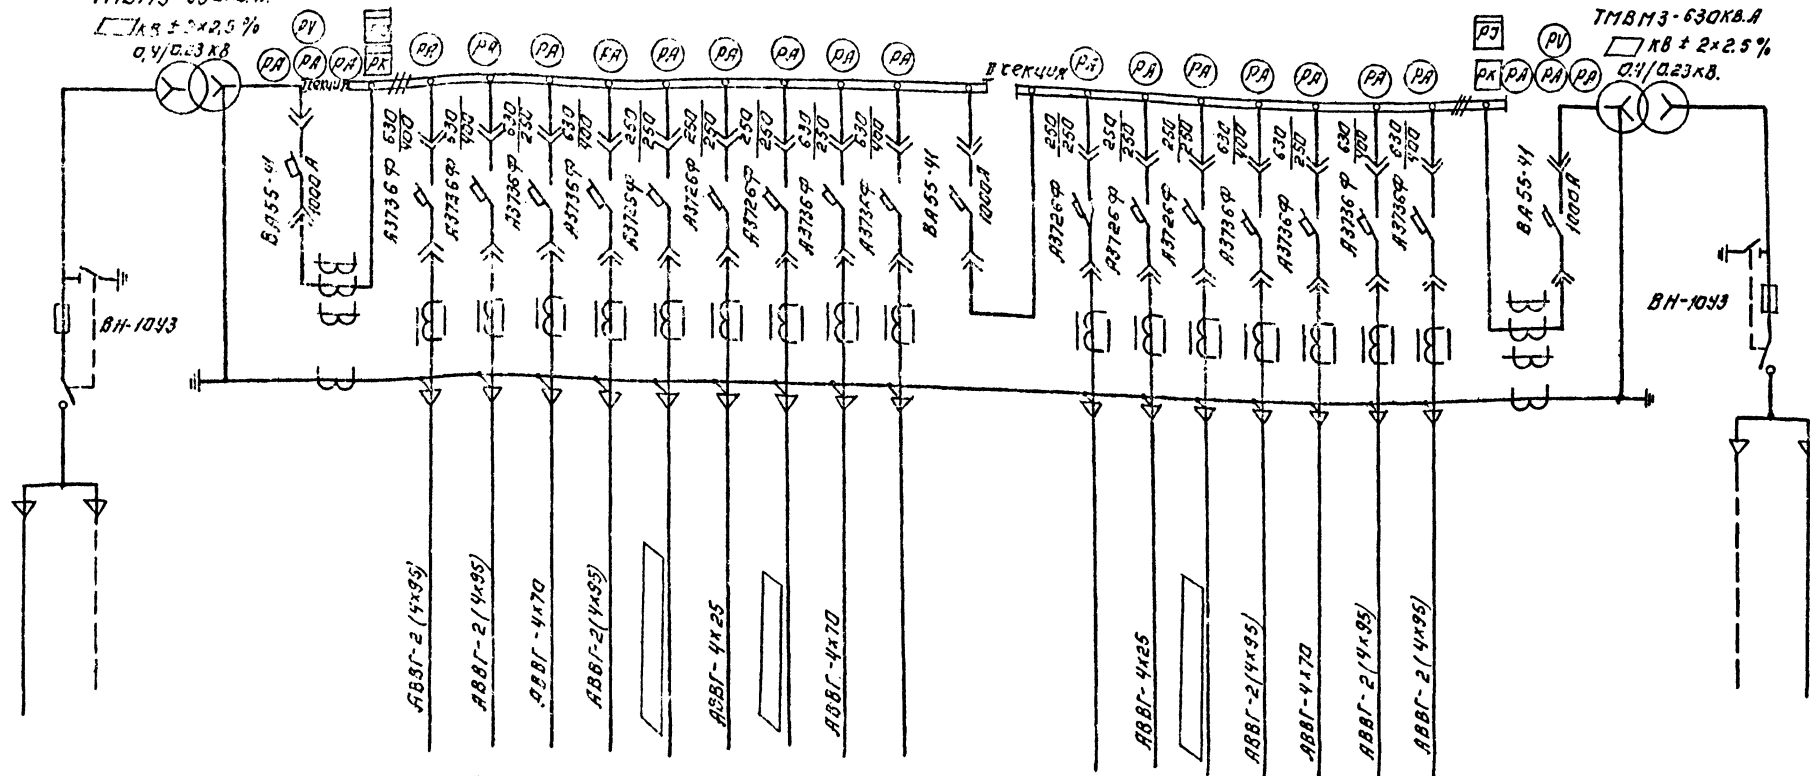 кВ ± 2×2,5 %
0,4/0.23 кВ
PV
PA
PA
PA
PK
I секция
PA
PA
PA
PA
PA
PA
PA
PA
PA
II секция
PA
PA
PA
PA
PA
PA
PA
PJ
PV
PK
PA
PA
PA
ТМВМЗ-630кВ.А
кВ ± 2×2.5 %
0.4/0.23кВ.
ВА55-41
1000А
630
400
А3736Ф
630
400
А3736Ф
630
250
А3736Ф
630
400
А3736Ф
250
250
А3726Ф
250
250
А3726Ф
250
250
А3726Ф
630
250
А3736Ф
630
400
А3736Ф
ВА55-41
1000А
250
250
А3726Ф
250
250
А3726Ф
250
250
А3726Ф
630
400
А3736Ф
630
250
А3736Ф
630
400
А3736Ф
630
400
А3736Ф
ВА55-41
1000А
ВН-10У3
ВН-10У3
АВВГ-2(4×95)
АВВГ-2(4×95)
АВВГ-4×70
АВВГ-2(4×95)
АВВГ-4×25
АВВГ-4×70
АВВГ-4×25
АВВГ-2(4×95)
АВВГ-4×70
АВВГ-2(4×95)
АВВГ-2(4×95)